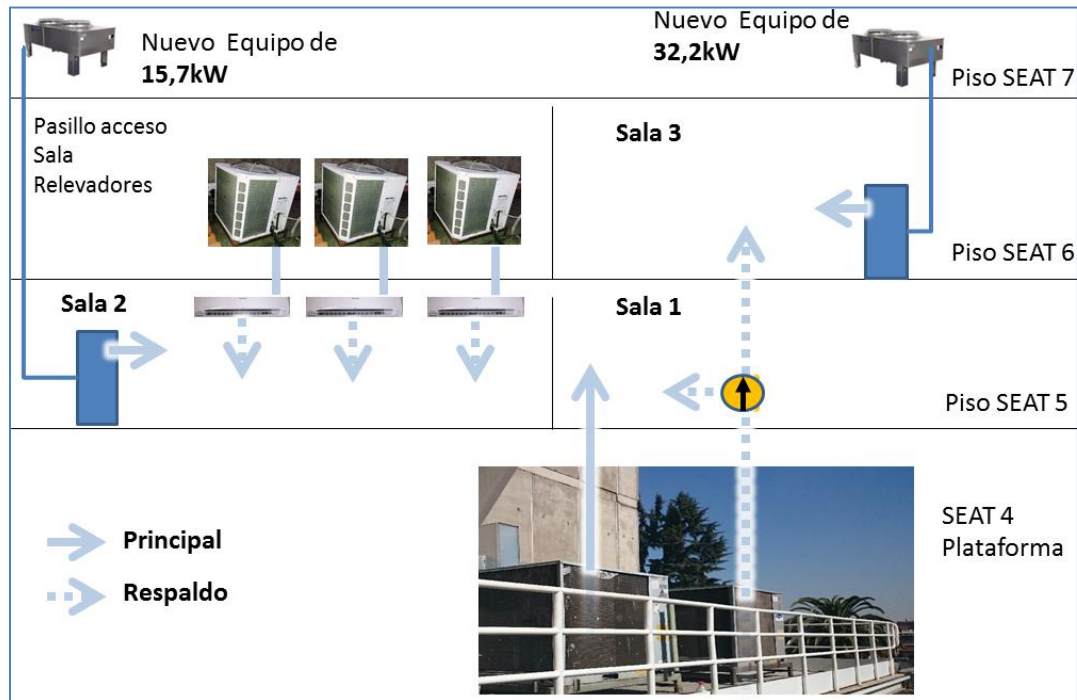 Nuevo Equipo de
15,7kW
Nuevo Equipo de
32,2kW
Piso SEAT 7
Pasillo acceso
Sala
Relevadores
Sala 3
Piso SEAT 6
Sala 2
Sala 1
Piso SEAT 5
SEAT 4
Plataforma
Principal
Respaldo